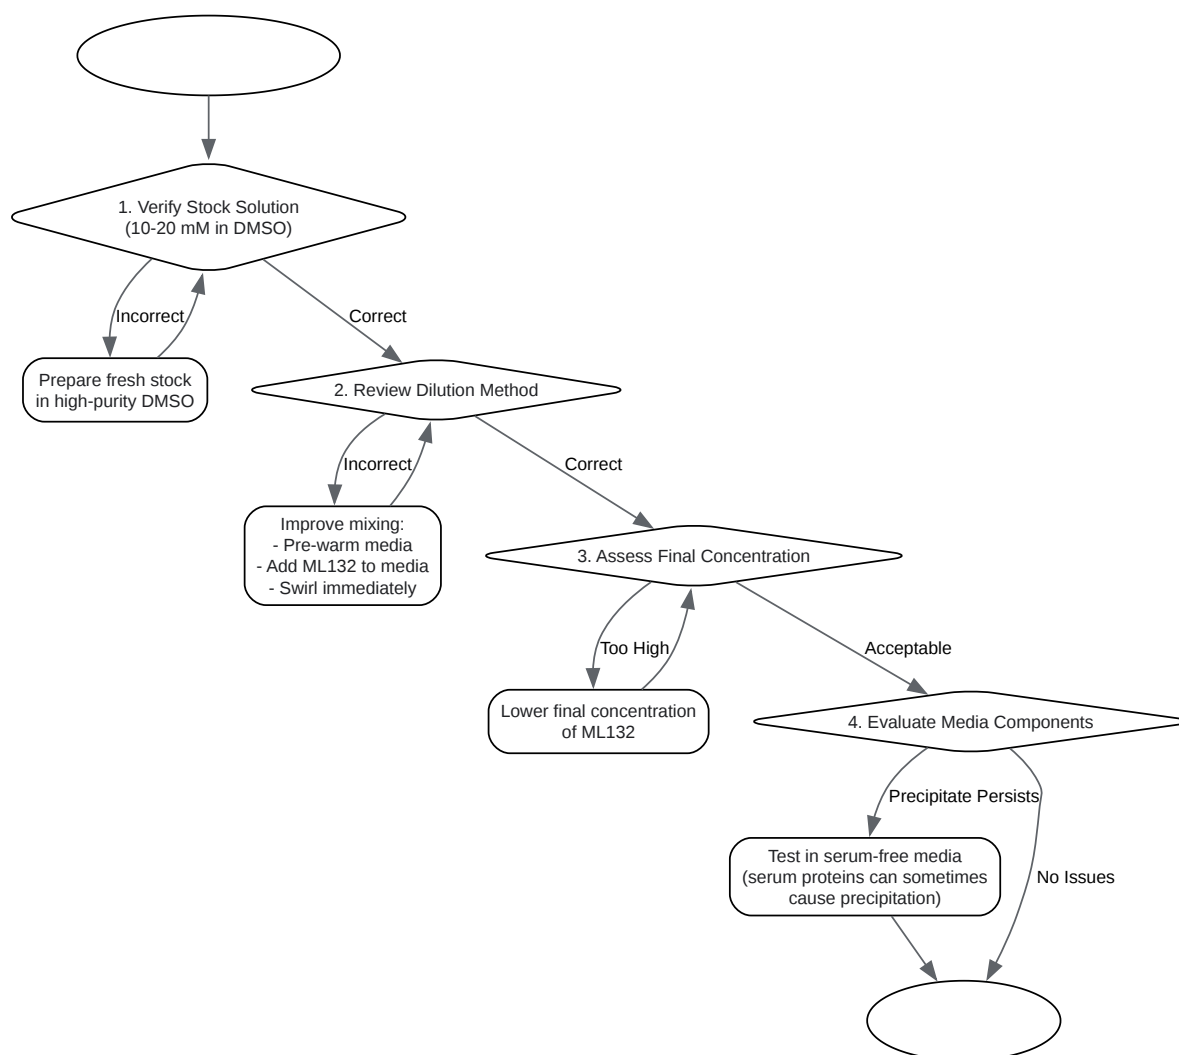 1. Verify Stock Solution
(10-20 mM in DMSO)
Incorrect
Correct
Prepare fresh stock
in high-purity DMSO
2. Review Dilution Method
Incorrect
Correct
Improve mixing:
- Pre-warm media
- Add ML132 to media
- Swirl immediately
3. Assess Final Concentration
Too High
Acceptable
Lower final concentration
of ML132
4. Evaluate Media Components
Precipitate Persists
Test in serum-free media
(serum proteins can sometimes
cause precipitation)
No Issues